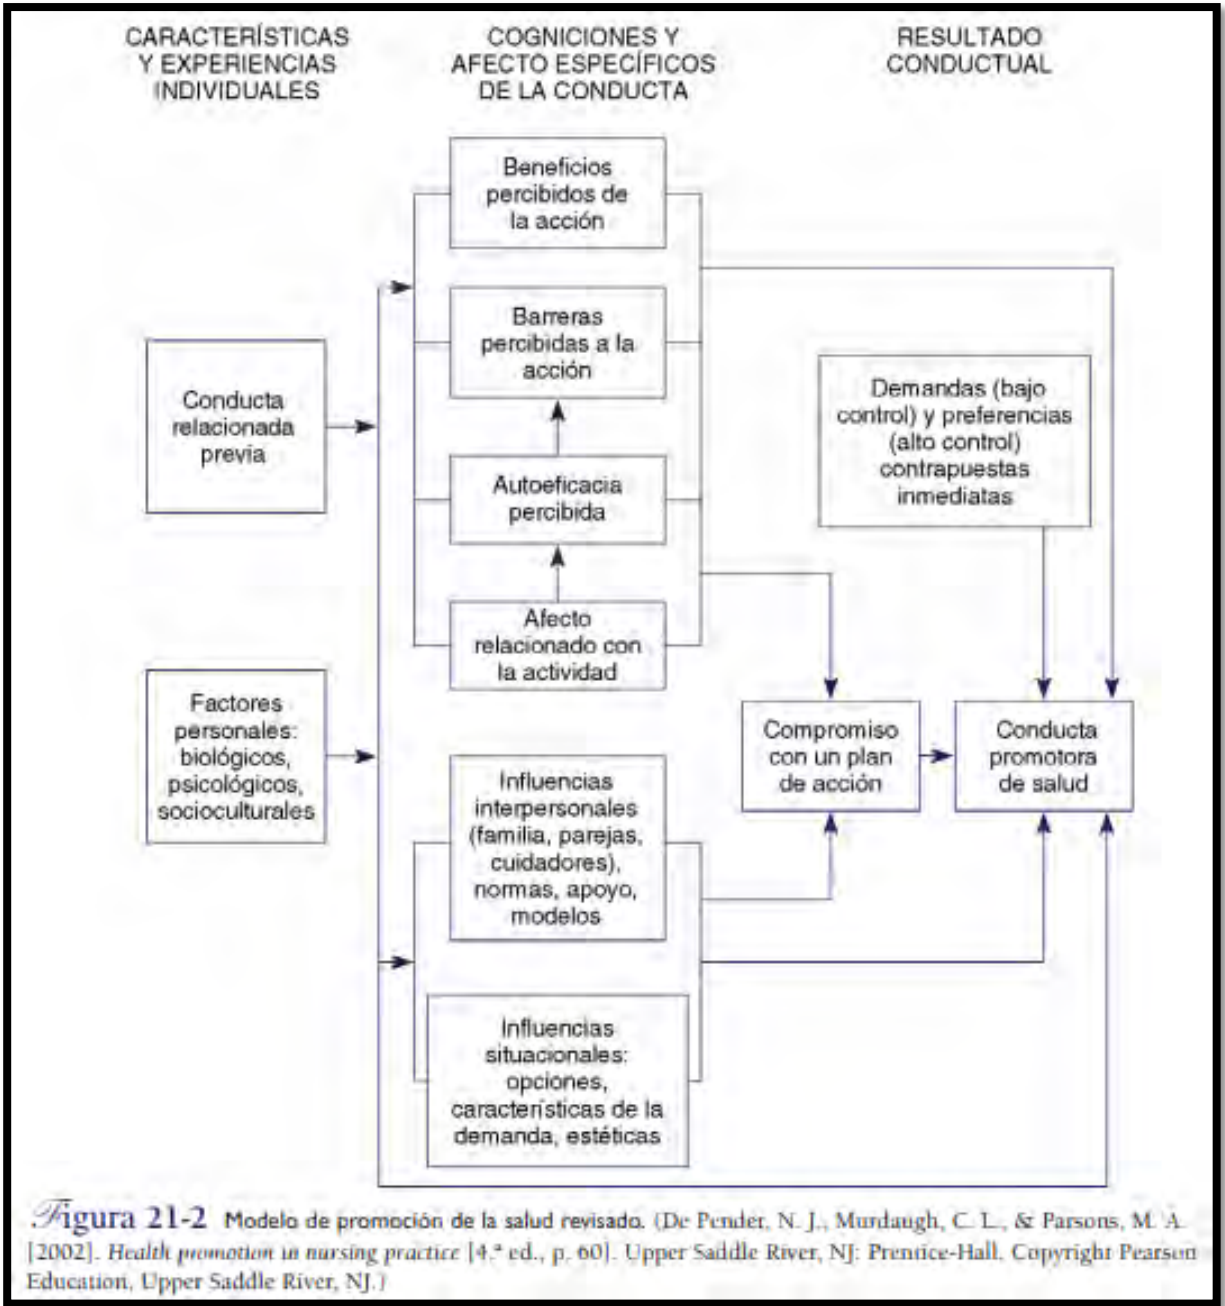 CARACTERÍSTICAS
Y EXPERIENCIAS
INDIVIDUALES
COGNICIONES Y
AFECTO ESPECÍFICOS
DE LA CONDUCTA
RESULTADO
CONDUCTUAL
Beneficios
percibidos de
la acción
Barreras
percibidas a la
acción
Conducta
relacionada
previa
Demandas (bajo
control) y preferencias
(alto control)
contrapuestas
inmediatas
Autoeficacia
percibida
Afecto
relacionado con
la actividad
Factores
personales:
biológicos,
psicológicos,
socioculturales
Compromiso
con un plan
de acción
Conducta
promotora
de salud
Influencias
interpersonales
(familia, parejas,
cuidadores),
normas, apoyo,
modelos
Influencias
situacionales:
opciones,
características de la
demanda, estéticas
Figura 21-2 Modelo de promoción de la salud revisado. (De Pender, N. J., Murdaugh, C. L., & Parsons, M. A.
[2002]. Health promotion in nursing practice [4.ª ed., p. 60]. Upper Saddle River, NJ: Prentice-Hall. Copyright Pearson
Education, Upper Saddle River, NJ.)